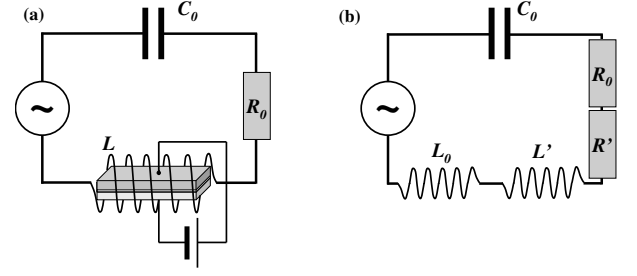 (a)
C₀
R₀
~
L
(b)
C₀
R₀
~
R'
L₀ L'